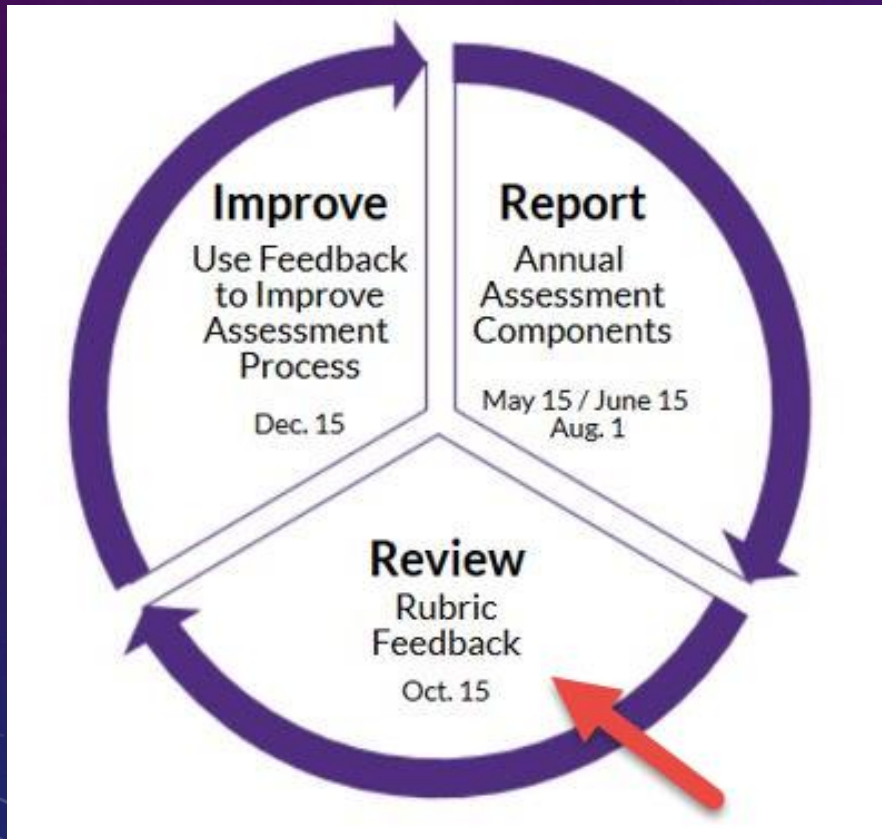 Improve
Use Feedback
to Improve
Assessment
Process
Dec. 15
Report
Annual
Assessment
Components
May 15 / June 15
Aug. 1
Review
Rubric
Feedback
Oct. 15